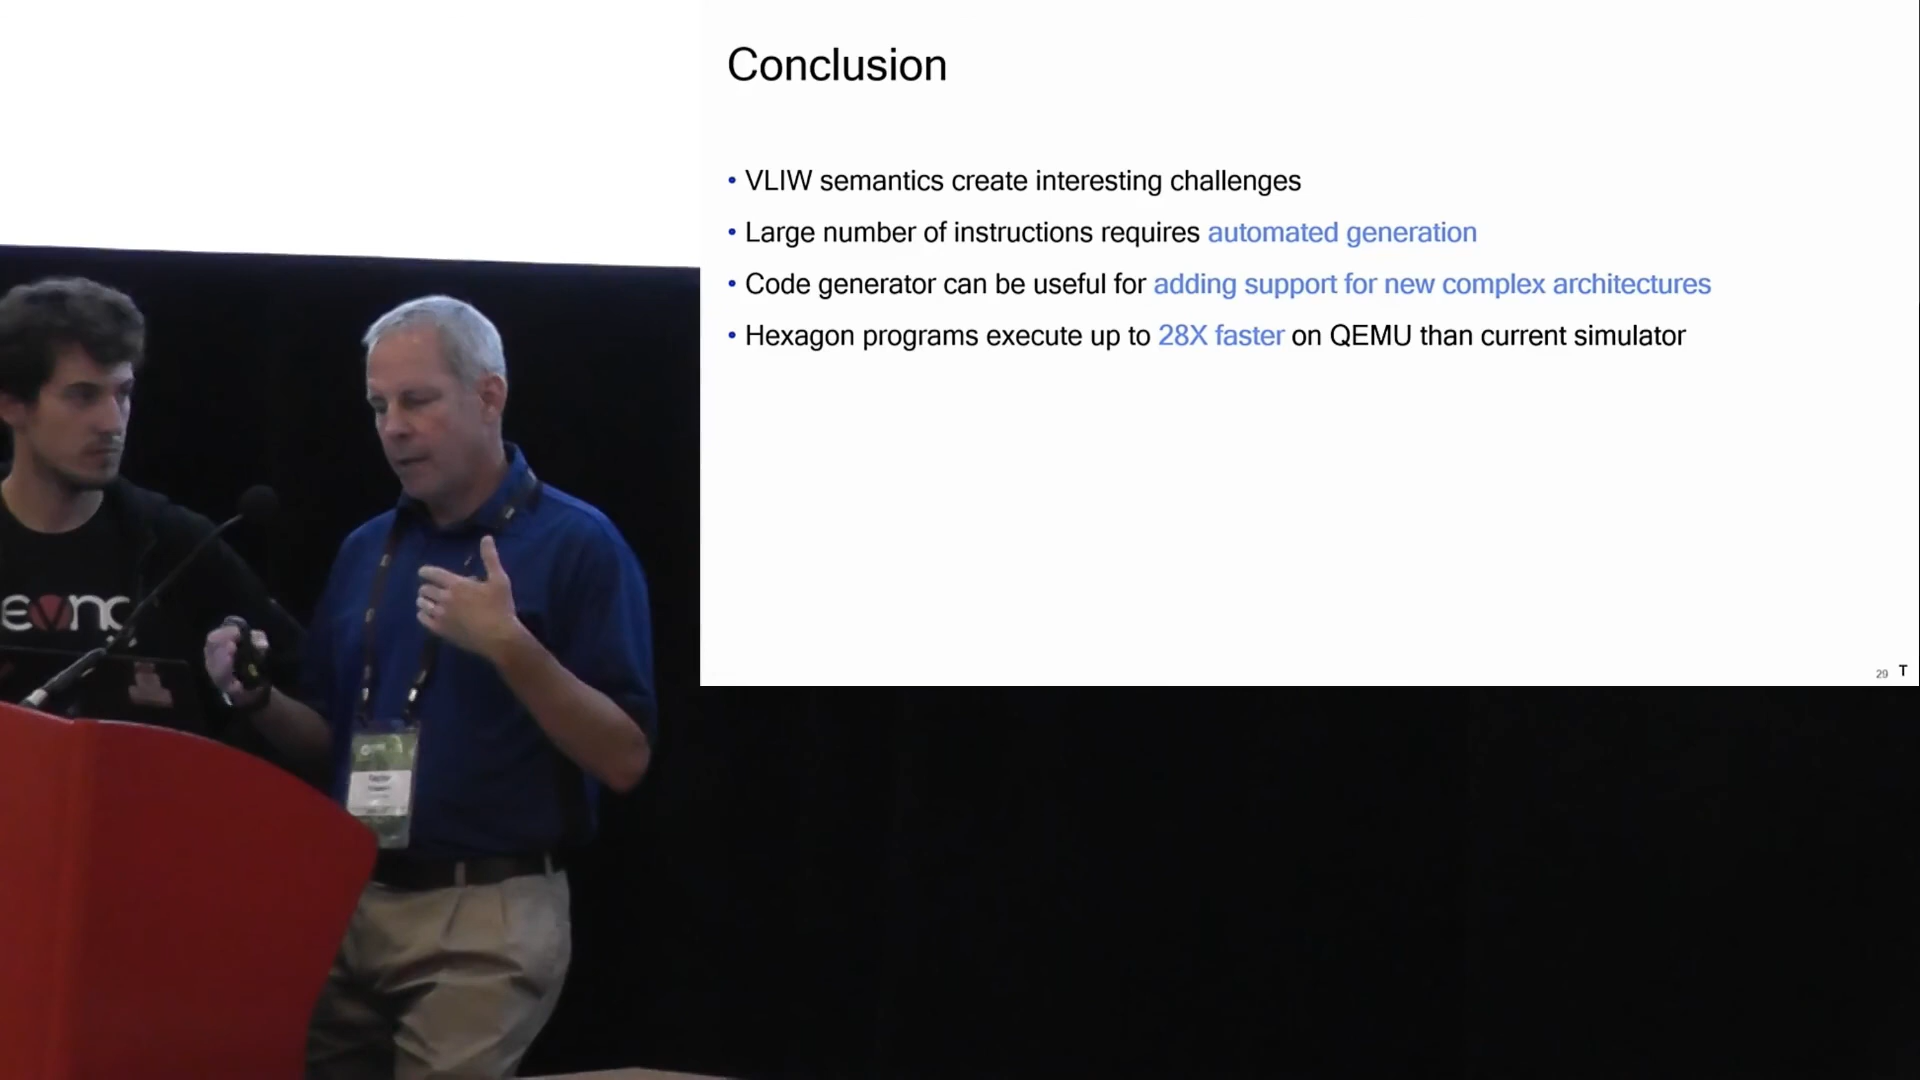 Conclusion
• VLIW semantics create interesting challenges
• Large number of instructions requires automated generation
• Code generator can be useful for adding support for new complex architectures
• Hexagon programs execute up to 28X faster on QEMU than current simulator
29 T